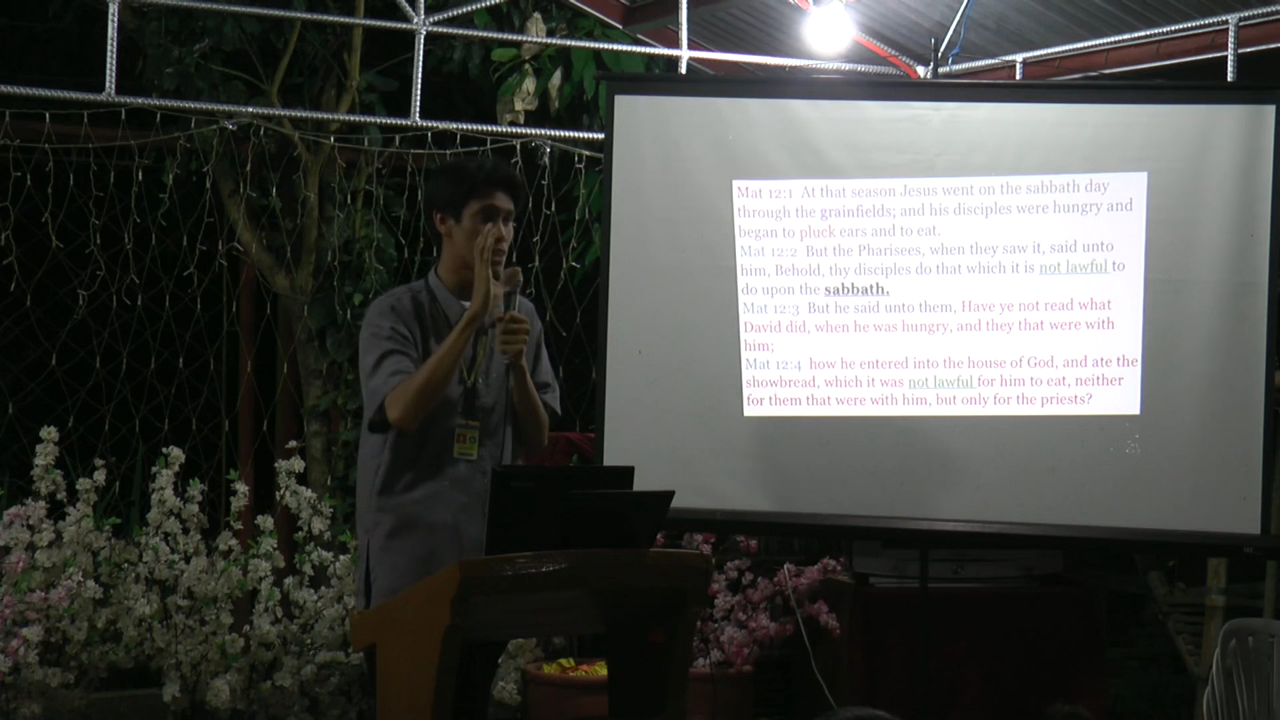 Mat 12:1 At that season Jesus went on the sabbath day
through the grainfields; and his disciples were hungry and
began to pluck ears and to eat.
Mat 12:2 But the Pharisees, when they saw it, said unto
him, Behold, thy disciples do that which it is not lawful to
do upon the sabbath.
Mat 12:3 But he said unto them, Have ye not read what
David did, when he was hungry, and they that were with
him;
Mat 12:4 how he entered into the house of God, and ate the
showbread, which it was not lawful for him to eat, neither
for them that were with him, but only for the priests?